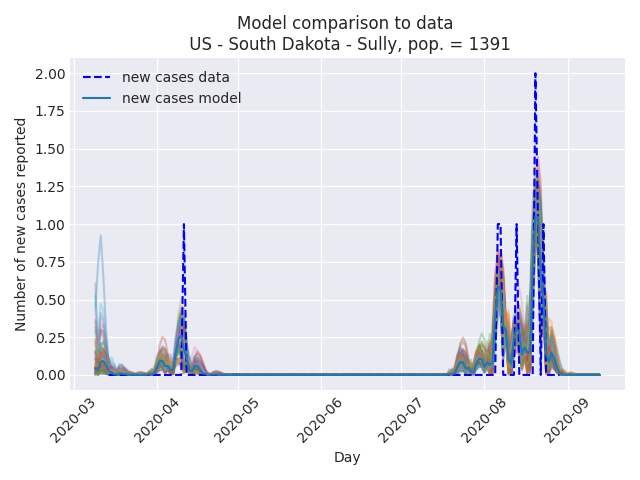 Model comparison to data
US - South Dakota - Sully, pop. = 1391
new cases data
new cases model
Number of new cases reported
2.00
1.75
1.50
1.25
1.00
0.75
0.50
0.25
0.00
2020-03
2020-04
2020-05
2020-06
2020-07
2020-08
2020-09
Day